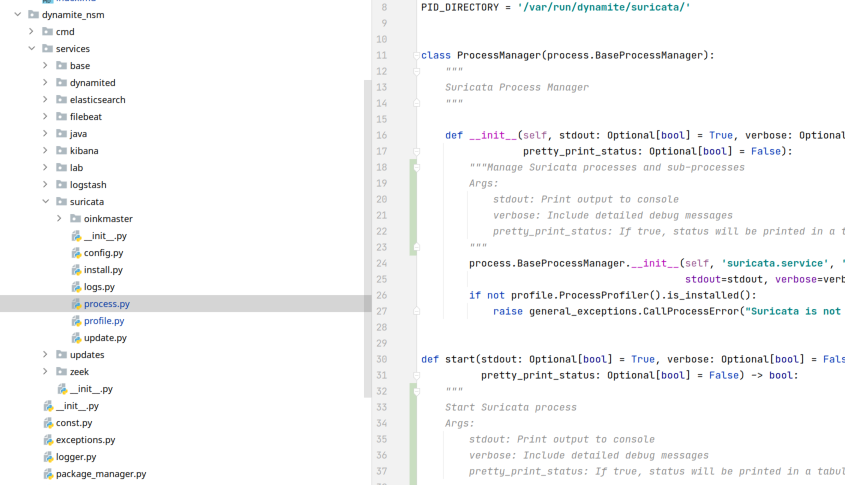 dynamite_nsm
cmd
services
base
dynamited
elasticsearch
filebeat
java
kibana
lab
logstash
suricata
oinkmaster
__init__.py
config.py
install.py
logs.py
process.py
profile.py
update.py
updates
zeek
__init__.py
__init__.py
const.py
exceptions.py
logger.py
package_manager.py
8 PID_DIRECTORY = '/var/run/dynamite/suricata/'
9
10
11 class ProcessManager(process.BaseProcessManager):
12 """
13 Suricata Process Manager
14 """
15
16 def __init__(self, stdout: Optional[bool] = True, verbose: Optional
17 pretty_print_status: Optional[bool] = False):
18 """Manage Suricata processes and sub-processes
19 Args:
20 stdout: Print output to console
21 verbose: Include detailed debug messages
22 pretty_print_status: If true, status will be printed in a t
23 """
24 process.BaseProcessManager.__init__(self, 'suricata.service', '
25 stdout=stdout, verbose=verb
26 if not profile.ProcessProfiler().is_installed():
27 raise general_exceptions.CallProcessError("Suricata is not
28
29
30 def start(stdout: Optional[bool] = True, verbose: Optional[bool] = Fals
31 pretty_print_status: Optional[bool] = False) -> bool:
32 """
33 Start Suricata process
34 Args:
35 stdout: Print output to console
36 verbose: Include detailed debug messages
37 pretty_print_status: If true, status will be printed in a tabul